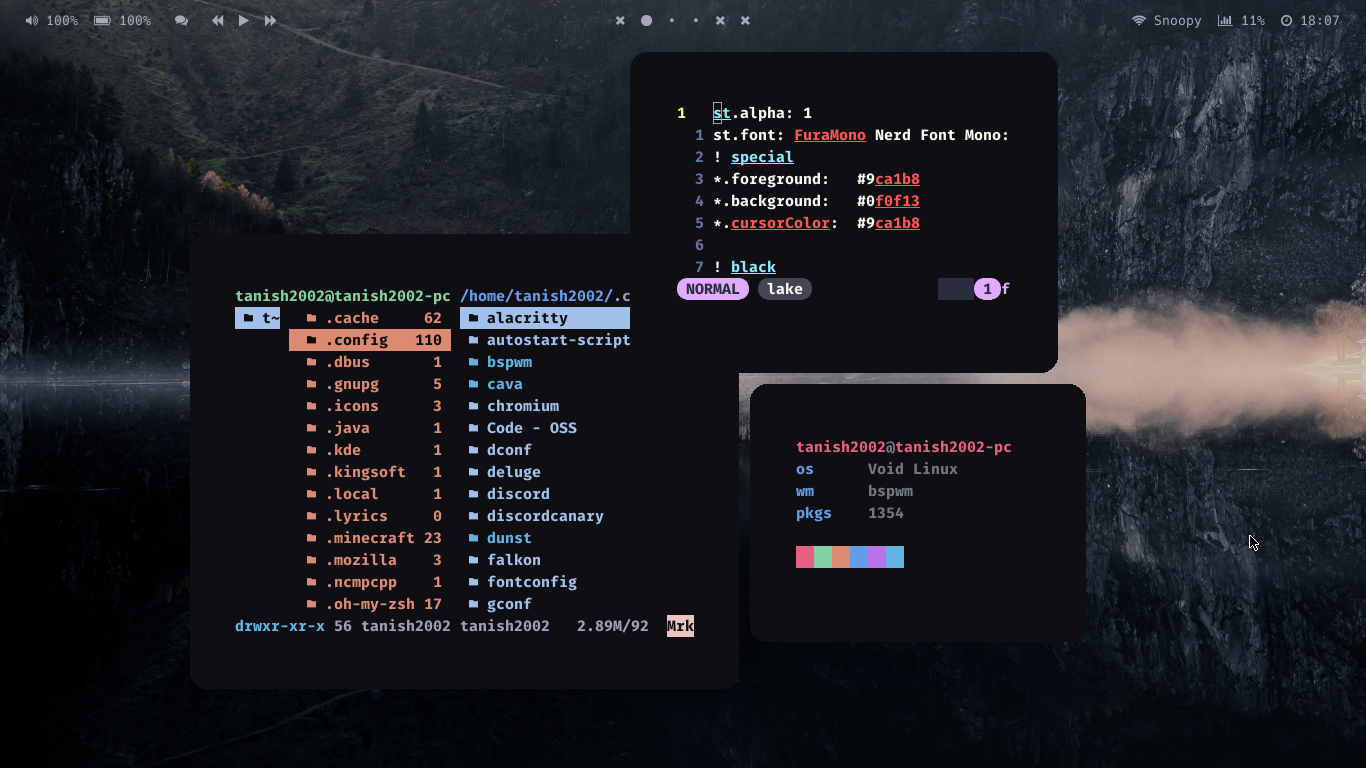 100% 100%
Snoopy 11% 18:07
1 st.alpha: 1
1 st.font: FuraMono Nerd Font Mono:
2 ! special
3 *.foreground: #9ca1b8
4 *.background: #0f0f13
5 *.cursorColor: #9ca1b8
6
7 ! black
NORMAL lake 1 f
tanish2002@tanish2002-pc /home/tanish2002/.c
t~ .cache 62 alacritty
.config 110 autostart-script
.dbus 1 bspwm
.gnupg 5 cava
.icons 3 chromium
.java 1 Code - OSS
.kde 1 dconf
.kingsoft 1 deluge
.local 1 discord
.lyrics 0 discordcanary
.minecraft 23 dunst
.mozilla 3 falkon
.ncmpcpp 1 fontconfig
.oh-my-zsh 17 gconf
drwxr-xr-x 56 tanish2002 tanish2002 2.89M/92 Mrk
tanish2002@tanish2002-pc
os Void Linux
wm bspwm
pkgs 1354